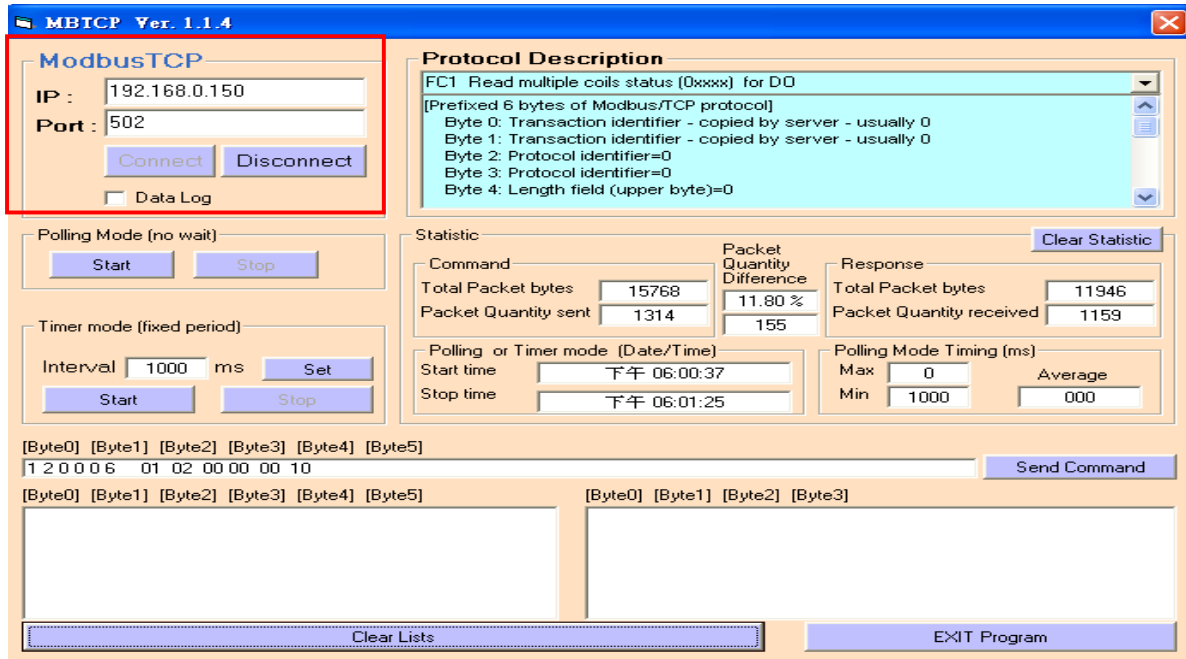 MBTCP Ver. 1.1.4
ModbusTCP
IP : 192.168.0.150
Port : 502
Connect Disconnect
Data Log
Protocol Description
FC1 Read multiple coils status (0xxxx) for DO
[Prefixed 6 bytes of Modbus/TCP protocol]
Byte 0: Transaction identifier - copied by server - usually 0
Byte 1: Transaction identifier - copied by server - usually 0
Byte 2: Protocol identifier=0
Byte 3: Protocol identifier=0
Byte 4: Length field (upper byte)=0
Polling Mode (no wait)
Start Stop
Timer mode (fixed period)
Interval 1000 ms Set
Start Stop
Statistic
Clear Statistic
Command
Total Packet bytes 15768
Packet Quantity sent 1314
Packet
Quantity
Difference
11.80 %
155
Response
Total Packet bytes 11946
Packet Quantity received 1159
Polling or Timer mode (Date/Time)
Start time 下午 06:00:37
Stop time 下午 06:01:25
Polling Mode Timing (ms)
Max 0
Min 1000
Average
000
[Byte0] [Byte1] [Byte2] [Byte3] [Byte4] [Byte5]
1 2 0 0 0 6 01 02 00 00 00 10
Send Command
[Byte0] [Byte1] [Byte2] [Byte3] [Byte4] [Byte5]
[Byte0] [Byte1] [Byte2] [Byte3]
Clear Lists
EXIT Program